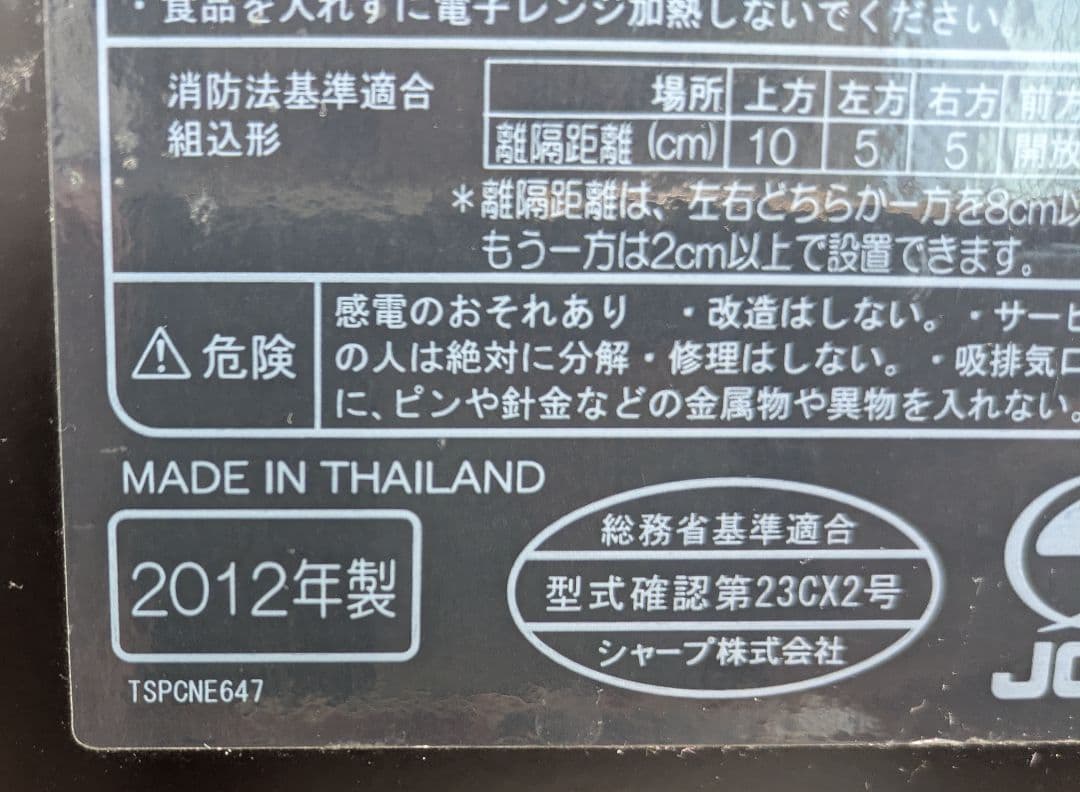 ・食品を入れずに電子レンジ加熱しないでください。
消防法基準適合
組込形
場所 上方 左方 右方 前方
離隔距離(cm) 10 5 5 開放
*離隔距離は、左右どちらか一方を8cm以
もう一方は2cm以上で設置できます。
危険
感電のおそれあり ・改造はしない。・サービ
の人は絶対に分解・修理はしない。・吸排気口
に、ピンや針金などの金属物や異物を入れない。
MADE IN THAILAND
2012年製
TSPCNE647
総務省基準適合
型式確認第23CX2号
シャープ株式会社